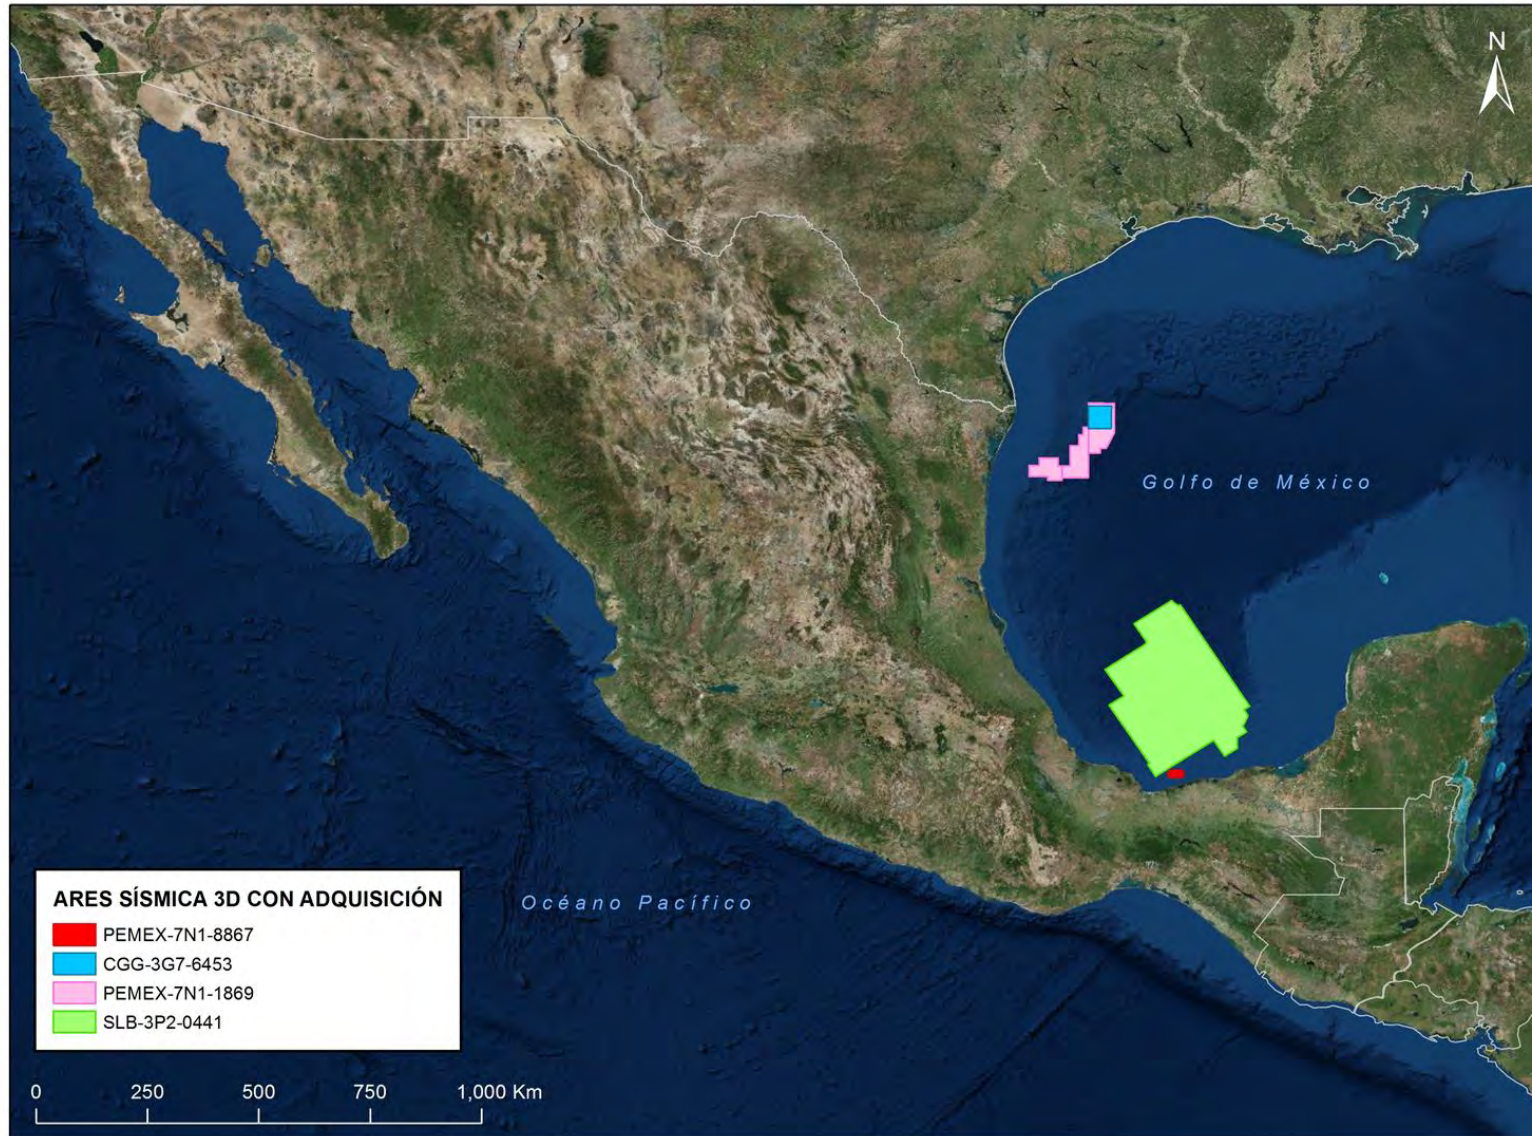 N
Golfo de México
Océano Pacífico
ARES SÍSMICA 3D CON ADQUISICIÓN
PEMEX-7N1-8867
CGG-3G7-6453
PEMEX-7N1-1869
SLB-3P2-0441
0 250 500 750 1,000 Km